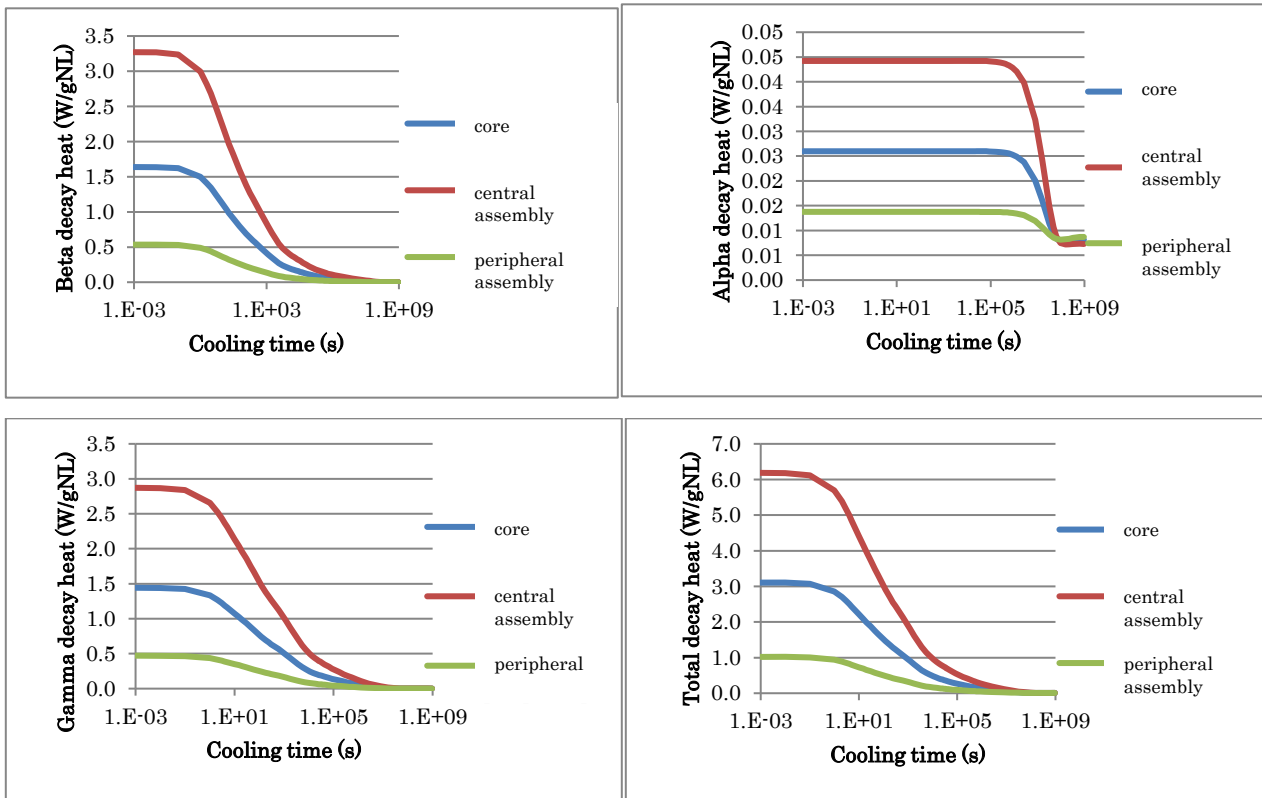 Beta decay heat (W/gNL)
3.5
3.0
2.5
2.0
1.5
1.0
0.5
0.0
1.E-03 1.E+03 1.E+09
Cooling time (s)
core
central
assembly
peripheral
assembly
Alpha decay heat (W/gNL)
0.05
0.05
0.04
0.04
0.03
0.03
0.02
0.02
0.01
0.01
0.00
1.E-03 1.E+01 1.E+05 1.E+09
Cooling time (s)
core
central
assembly
peripheral
assembly
Gamma decay heat (W/gNL)
3.5
3.0
2.5
2.0
1.5
1.0
0.5
0.0
1.E-03 1.E+01 1.E+05 1.E+09
Cooling time (s)
core
central
assembly
peripheral
Total decay heat (W/gNL)
7.0
6.0
5.0
4.0
3.0
2.0
1.0
0.0
1.E-03 1.E+01 1.E+05 1.E+09
Cooling time (s)
core
central
assembly
peripheral
assembly